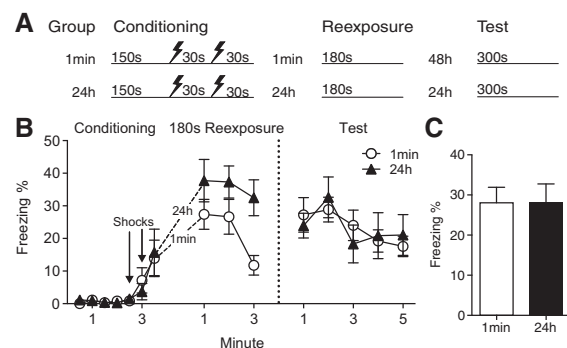 A Group Conditioning Reexposure Test
1min 150s 30s 30s 1min 180s 48h 300s
24h 150s 30s 30s 24h 180s 24h 300s
B Conditioning 180s Reexposure Test
Freezing %
50
40
30
20
10
0
Shocks
24h
1min
1min
24h
1 3 1 3 1 3 5
Minute
C
Freezing %
40
30
20
10
0
1min 24h